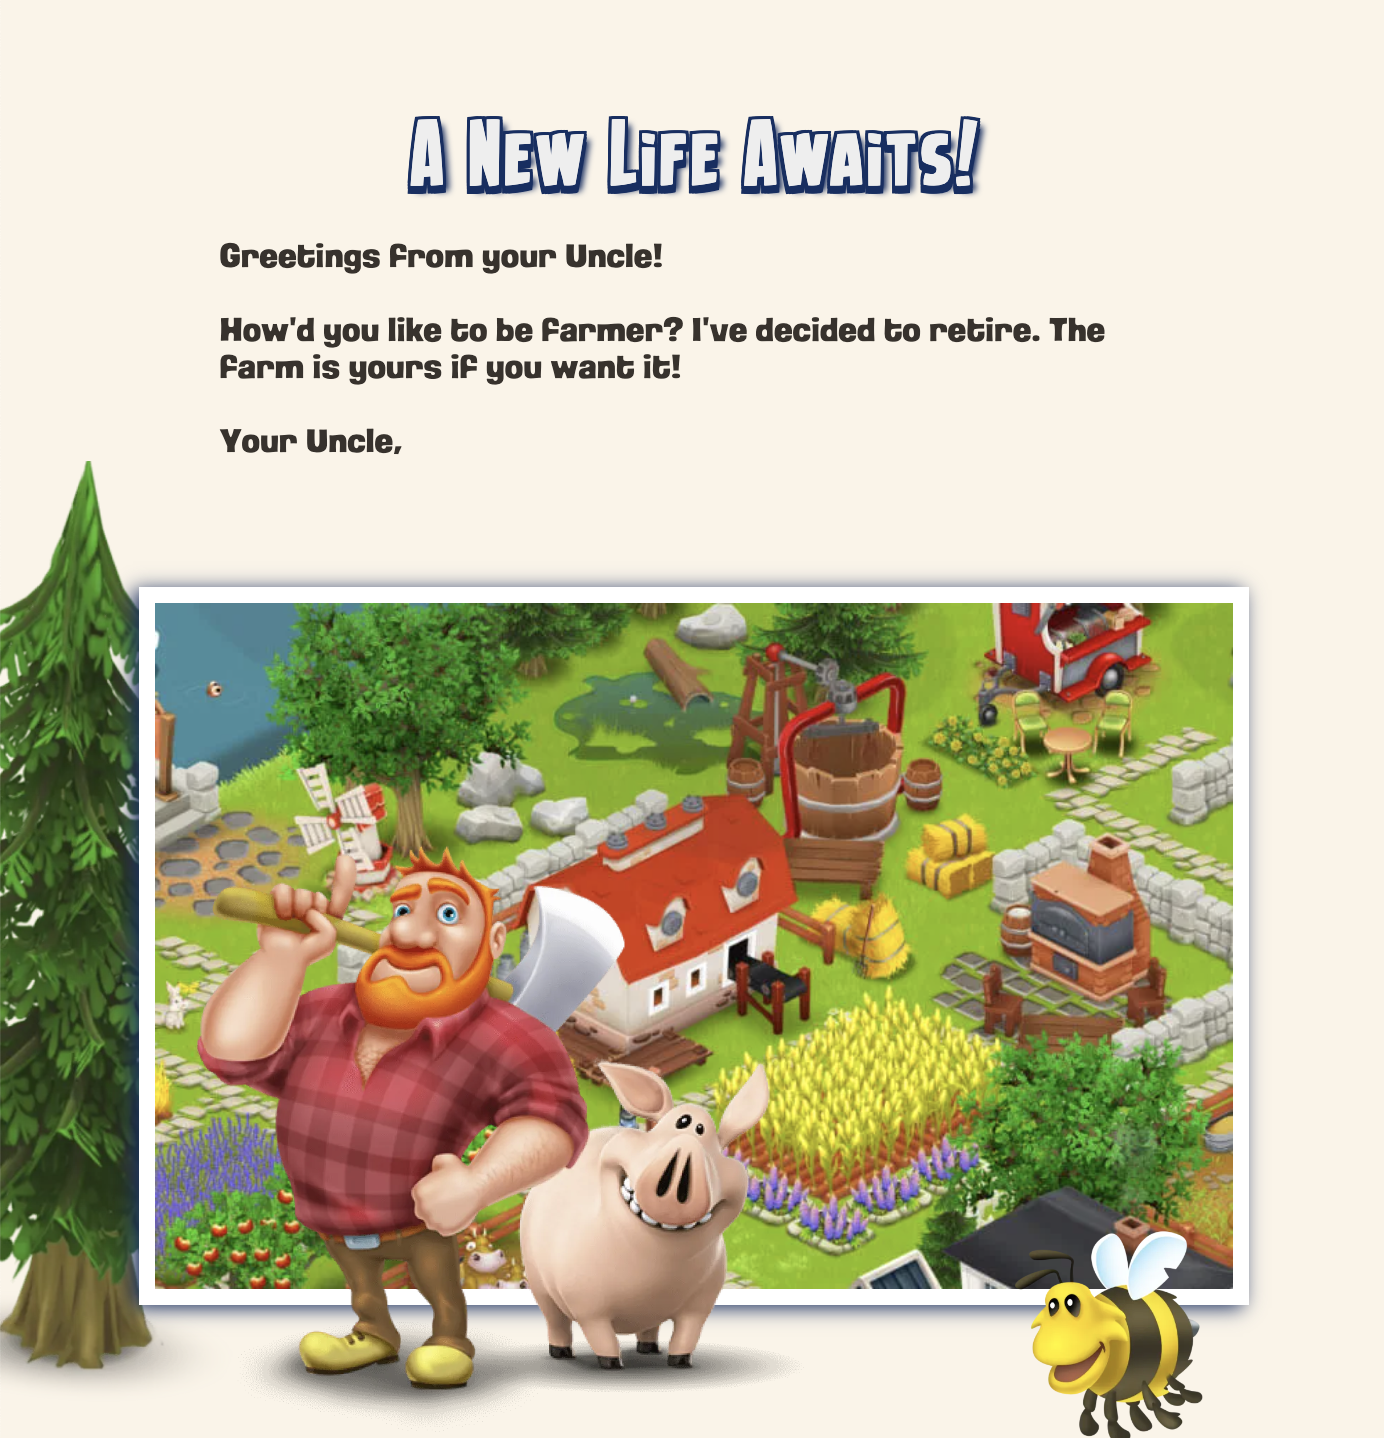 A New Life Awaits!
Greetings from your Uncle!
How'd you like to be farmer? I've decided to retire. The
farm is yours if you want it!
Your Uncle,